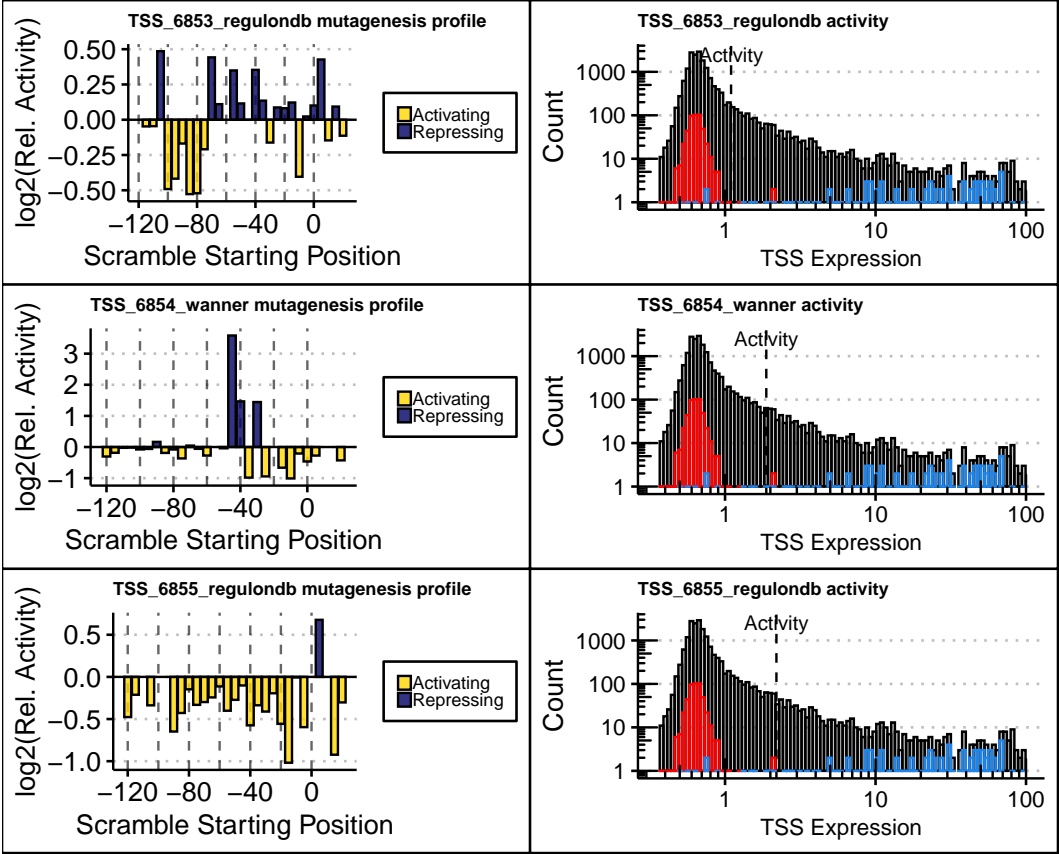 TSS_6853_regulondb mutagenesis profile
log2(Rel. Activity)
0.50
0.25
0.00
−0.25
−0.50
−120
−80
−40
0
Scramble Starting Position
Activating
Repressing
TSS_6853_regulondb activity
Activity
Count
1000
100
10
1
1
10
100
TSS Expression
TSS_6854_wanner mutagenesis profile
log2(Rel. Activity)
3
2
1
0
−1
−120
−80
−40
0
Scramble Starting Position
Activating
Repressing
TSS_6854_wanner activity
Activity
Count
1000
100
10
1
1
10
100
TSS Expression
TSS_6855_regulondb mutagenesis profile
log2(Rel. Activity)
0.5
0.0
−0.5
−1.0
−120
−80
−40
0
Scramble Starting Position
Activating
Repressing
TSS_6855_regulondb activity
Activity
Count
1000
100
10
1
1
10
100
TSS Expression